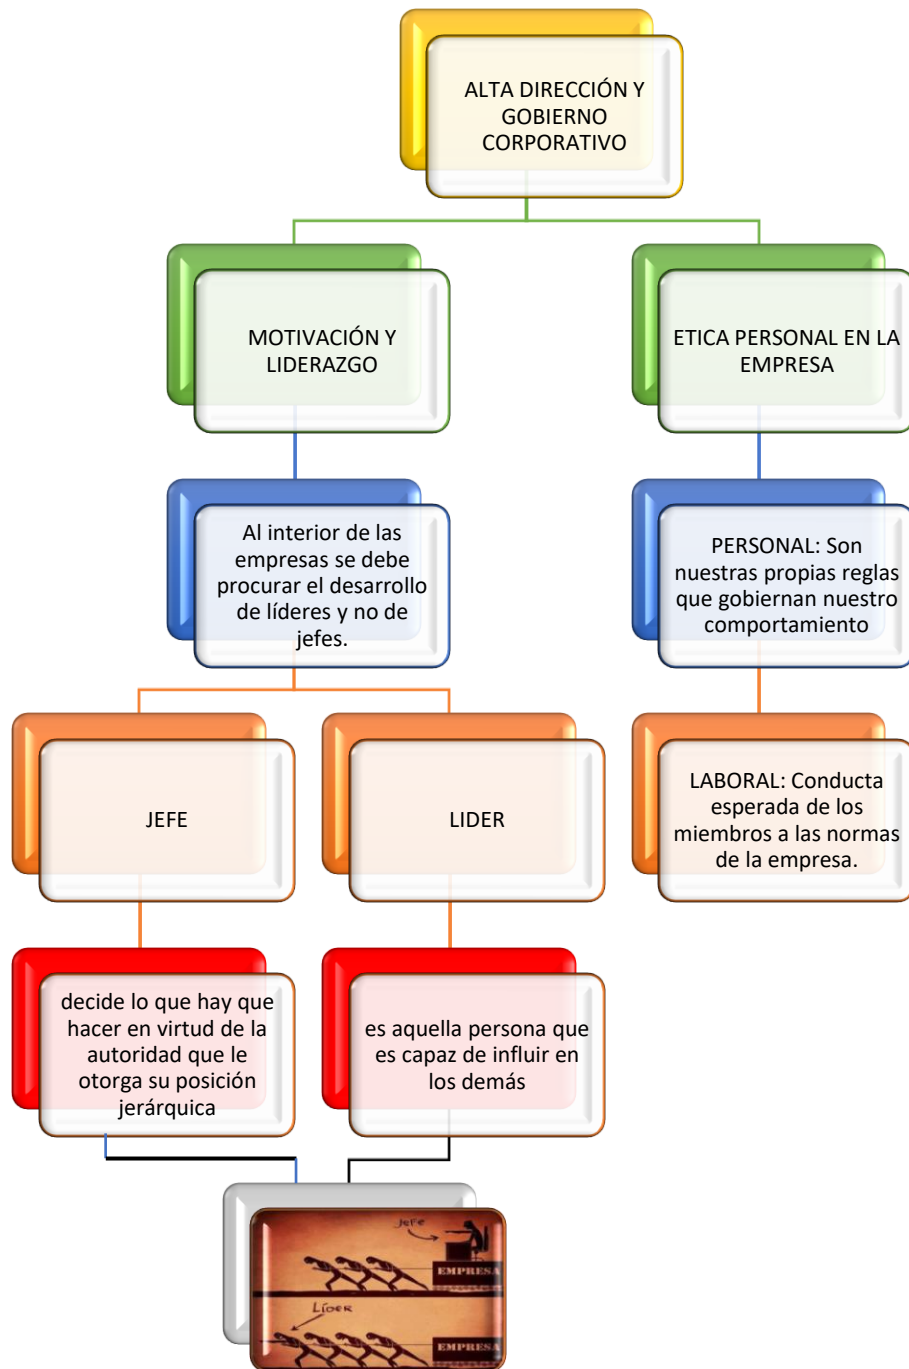 ALTA DIRECCIÓN Y
GOBIERNO
CORPORATIVO
MOTIVACIÓN Y
LIDERAZGO
ETICA PERSONAL EN LA
EMPRESA
Al interior de las
empresas se debe
procurar el desarrollo
de líderes y no de
jefes.
PERSONAL: Son
nuestras propias reglas
que gobiernan nuestro
comportamiento
JEFE
LIDER
LABORAL: Conducta
esperada de los
miembros a las normas
de la empresa.
decide lo que hay que
hacer en virtud de la
autoridad que le
otorga su posición
jerárquica
es aquella persona que
es capaz de influir en
los demás
Jefe
EMPRESA
LÍDER
EMPRESA